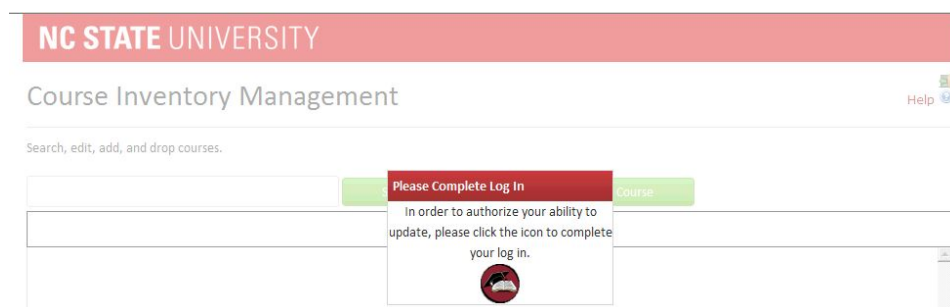 NC STATE UNIVERSITY
Course Inventory Management
Help
Search, edit, add, and drop courses.
Please Complete Log In
Course
In order to authorize your ability to
update, please click the icon to complete
your log in.